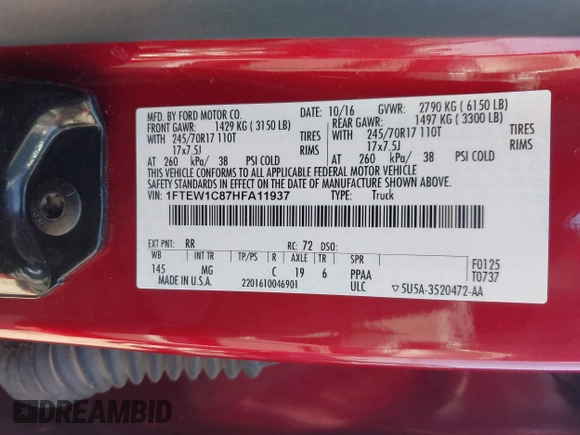 MFD. BY FORD MOTOR CO.
DATE: 10/16 GVWR: 2790 KG ( 6150 LB)
FRONT GAWR: 1429 KG ( 3150 LB) REAR GAWR: 1497 KG ( 3300 LB)
WITH 245/70R17 110T TIRES WITH 245/70R17 110T TIRES
17x7.5J RIMS 17x7.5J RIMS
AT 260 kPa/ 38 PSI COLD AT 260 kPa/ 38 PSI COLD
THIS VEHICLE CONFORMS TO ALL APPLICABLE FEDERAL MOTOR VEHICLE
SAFETY STANDARDS IN EFFECT ON THE DATE OF MANUFACTURE SHOWN ABOVE.
VIN: 1FTEW1C87HFA11937 TYPE: Truck
EXT PNT: RR RC: 72 DSO:
WB INT TR TP/PS R AXLE TR SPR
145 MG C 19 6 PPAA
MADE IN U.S.A. 2201610046901 ULC
F0125
T0737
5U5A-3520472-AA
DREAMBID